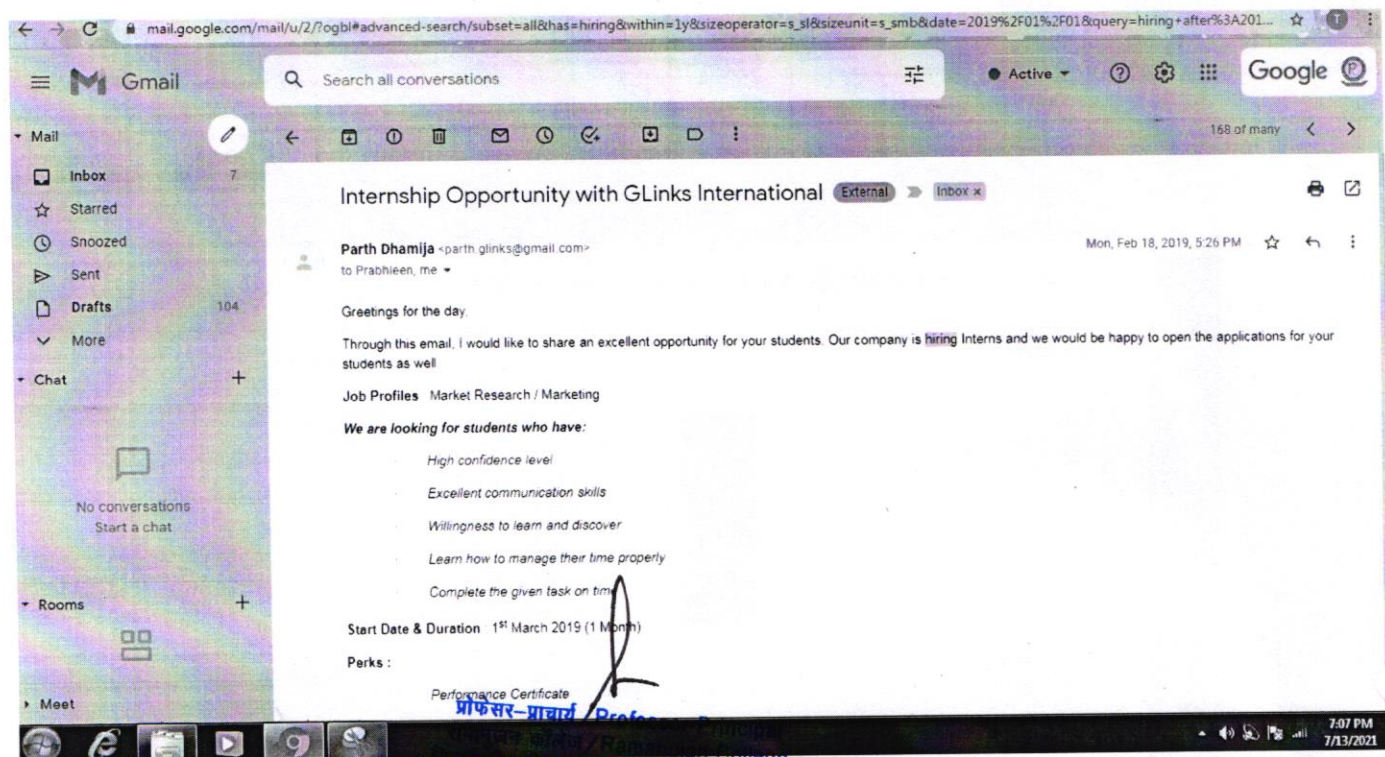 mail.google.com/mail/u/2/?ogbl#advanced-search/subset=all&has=hiring&within=1y&sizeoperator=s_sl&sizeunit=s_smb&date=2019%2F01%2F01&query=hiring+after%3A201...
Gmail
Search all conversations
Active
Google
Mail
168 of many
Inbox 7
Starred
Snoozed
Sent
Drafts 104
More
Chat
No conversations
Start a chat
Rooms
Meet
Internship Opportunity with GLinks International External Inbox x
Parth Dhamija <parth.glinks@gmail.com> Mon, Feb 18, 2019, 5:26 PM
to Prabhleen, me
Greetings for the day.
Through this email, I would like to share an excellent opportunity for your students. Our company is hiring Interns and we would be happy to open the applications for your
students as well
Job Profiles Market Research / Marketing
We are looking for students who have:
High confidence level
Excellent communication skills
Willingness to learn and discover
Learn how to manage their time properly
Complete the given task on time
Start Date & Duration 1st March 2019 (1 Month)
Perks :
Performance Certificate
प्रोफेसर-प्राचार्य / Professor-Principal
कॉलेज /
7:07 PM
7/13/2021